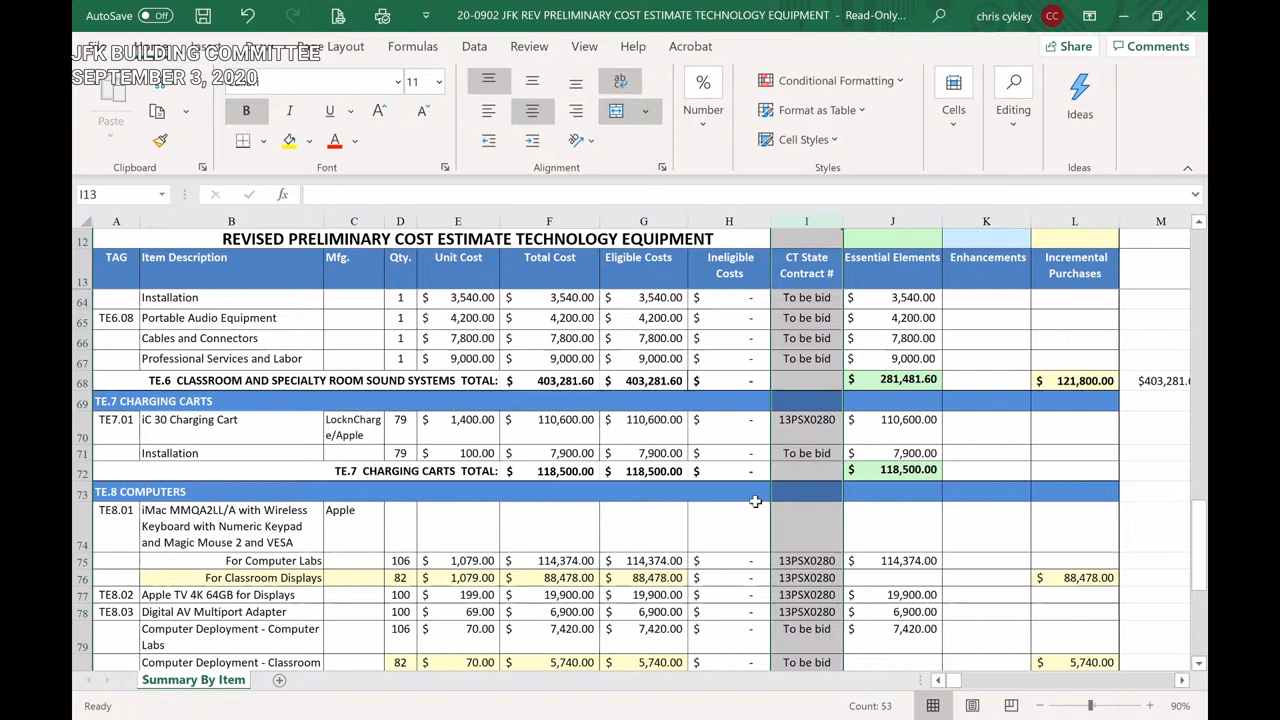 AutoSave Off 20-0902 JFK REV PRELIMINARY COST ESTIMATE TECHNOLOGY EQUIPMENT - Read-Only... chris cykley CC
Page Layout Formulas Data Review View Help Acrobat Share Comments
JFK BUILDING COMMITTEE
SEPTEMBER 3, 2020
11
Paste B I U A A ab % Number Conditional Formatting Format as Table Cell Styles Cells Editing Ideas
Clipboard Font Alignment Styles Ideas
I13 fx
A B C D E F G H I J K L M
12 REVISED PRELIMINARY COST ESTIMATE TECHNOLOGY EQUIPMENT
13 TAG Item Description Mfg. Qty. Unit Cost Total Cost Eligible Costs Ineligible Costs CT State Contract # Essential Elements Enhancements Incremental Purchases
64 Installation 1 $ 3,540.00 $ 3,540.00 $ 3,540.00 $ - To be bid $ 3,540.00
65 TE6.08 Portable Audio Equipment 1 $ 4,200.00 $ 4,200.00 $ 4,200.00 $ - To be bid $ 4,200.00
66 Cables and Connectors 1 $ 7,800.00 $ 7,800.00 $ 7,800.00 $ - To be bid $ 7,800.00
67 Professional Services and Labor 1 $ 9,000.00 $ 9,000.00 $ 9,000.00 $ - To be bid $ 9,000.00
68 TE.6 CLASSROOM AND SPECIALTY ROOM SOUND SYSTEMS TOTAL: $ 403,281.60 $ 403,281.60 $ - $ 281,481.60 $ 121,800.00 $403,281.6
69 TE.7 CHARGING CARTS
70 TE7.01 iC 30 Charging Cart LocknCharge/Apple 79 $ 1,400.00 $ 110,600.00 $ 110,600.00 $ - 13PSX0280 $ 110,600.00
71 Installation 79 $ 100.00 $ 7,900.00 $ 7,900.00 $ - To be bid $ 7,900.00
72 TE.7 CHARGING CARTS TOTAL: $ 118,500.00 $ 118,500.00 $ - $ 118,500.00
73 TE.8 COMPUTERS
74 TE8.01 iMac MMQA2LL/A with Wireless Keyboard with Numeric Keypad and Magic Mouse 2 and VESA Apple
75 For Computer Labs 106 $ 1,079.00 $ 114,374.00 $ 114,374.00 $ - 13PSX0280 $ 114,374.00
76 For Classroom Displays 82 $ 1,079.00 $ 88,478.00 $ 88,478.00 $ - 13PSX0280 $ 88,478.00
77 TE8.02 Apple TV 4K 64GB for Displays 100 $ 199.00 $ 19,900.00 $ 19,900.00 $ - 13PSX0280 $ 19,900.00
78 TE8.03 Digital AV Multiport Adapter 100 $ 69.00 $ 6,900.00 $ 6,900.00 $ - 13PSX0280 $ 6,900.00
79 Computer Deployment - Computer Labs 106 $ 70.00 $ 7,420.00 $ 7,420.00 $ - To be bid $ 7,420.00
Computer Deployment - Classroom 82 $ 70.00 $ 5,740.00 $ 5,740.00 $ - To be bid $ 5,740.00
Summary By Item
Ready Count: 53 90%